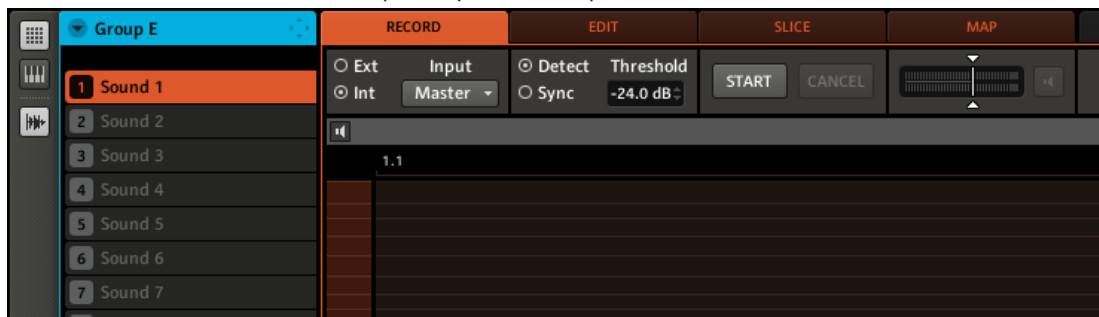 Group E
RECORD EDIT SLICE MAP
Ext Input Detect Threshold
Int Master Sync -24.0 dB START CANCEL
1 Sound 1
2 Sound 2
3 Sound 3
4 Sound 4
5 Sound 5
6 Sound 6
7 Sound 7
1.1